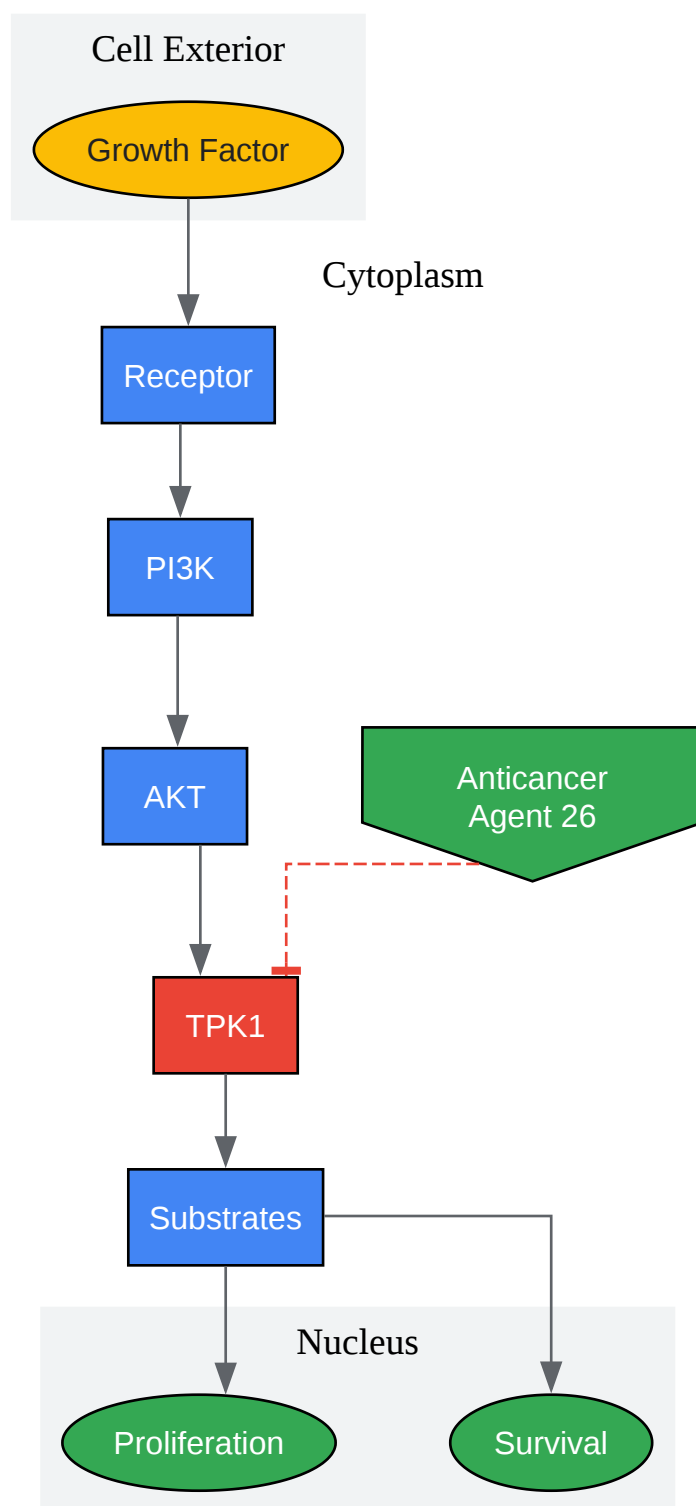 Cell Exterior
Growth Factor
Cytoplasm
Receptor
PI3K
AKT
Anticancer
Agent 26
TPK1
Substrates
Nucleus
Proliferation
Survival